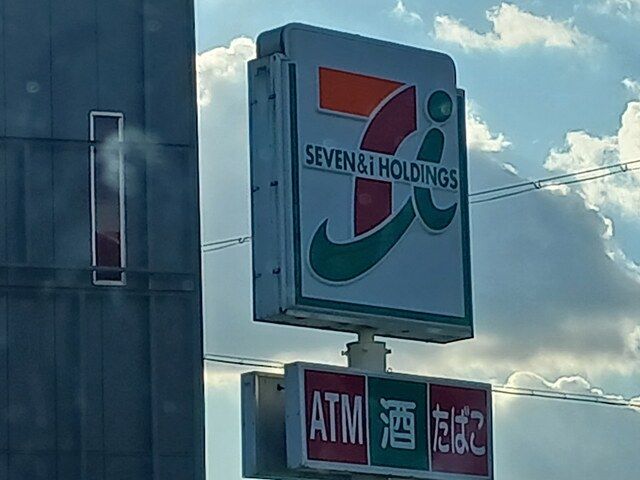 SEVEN&i HOLDINGS
ATM 酒 たばこ